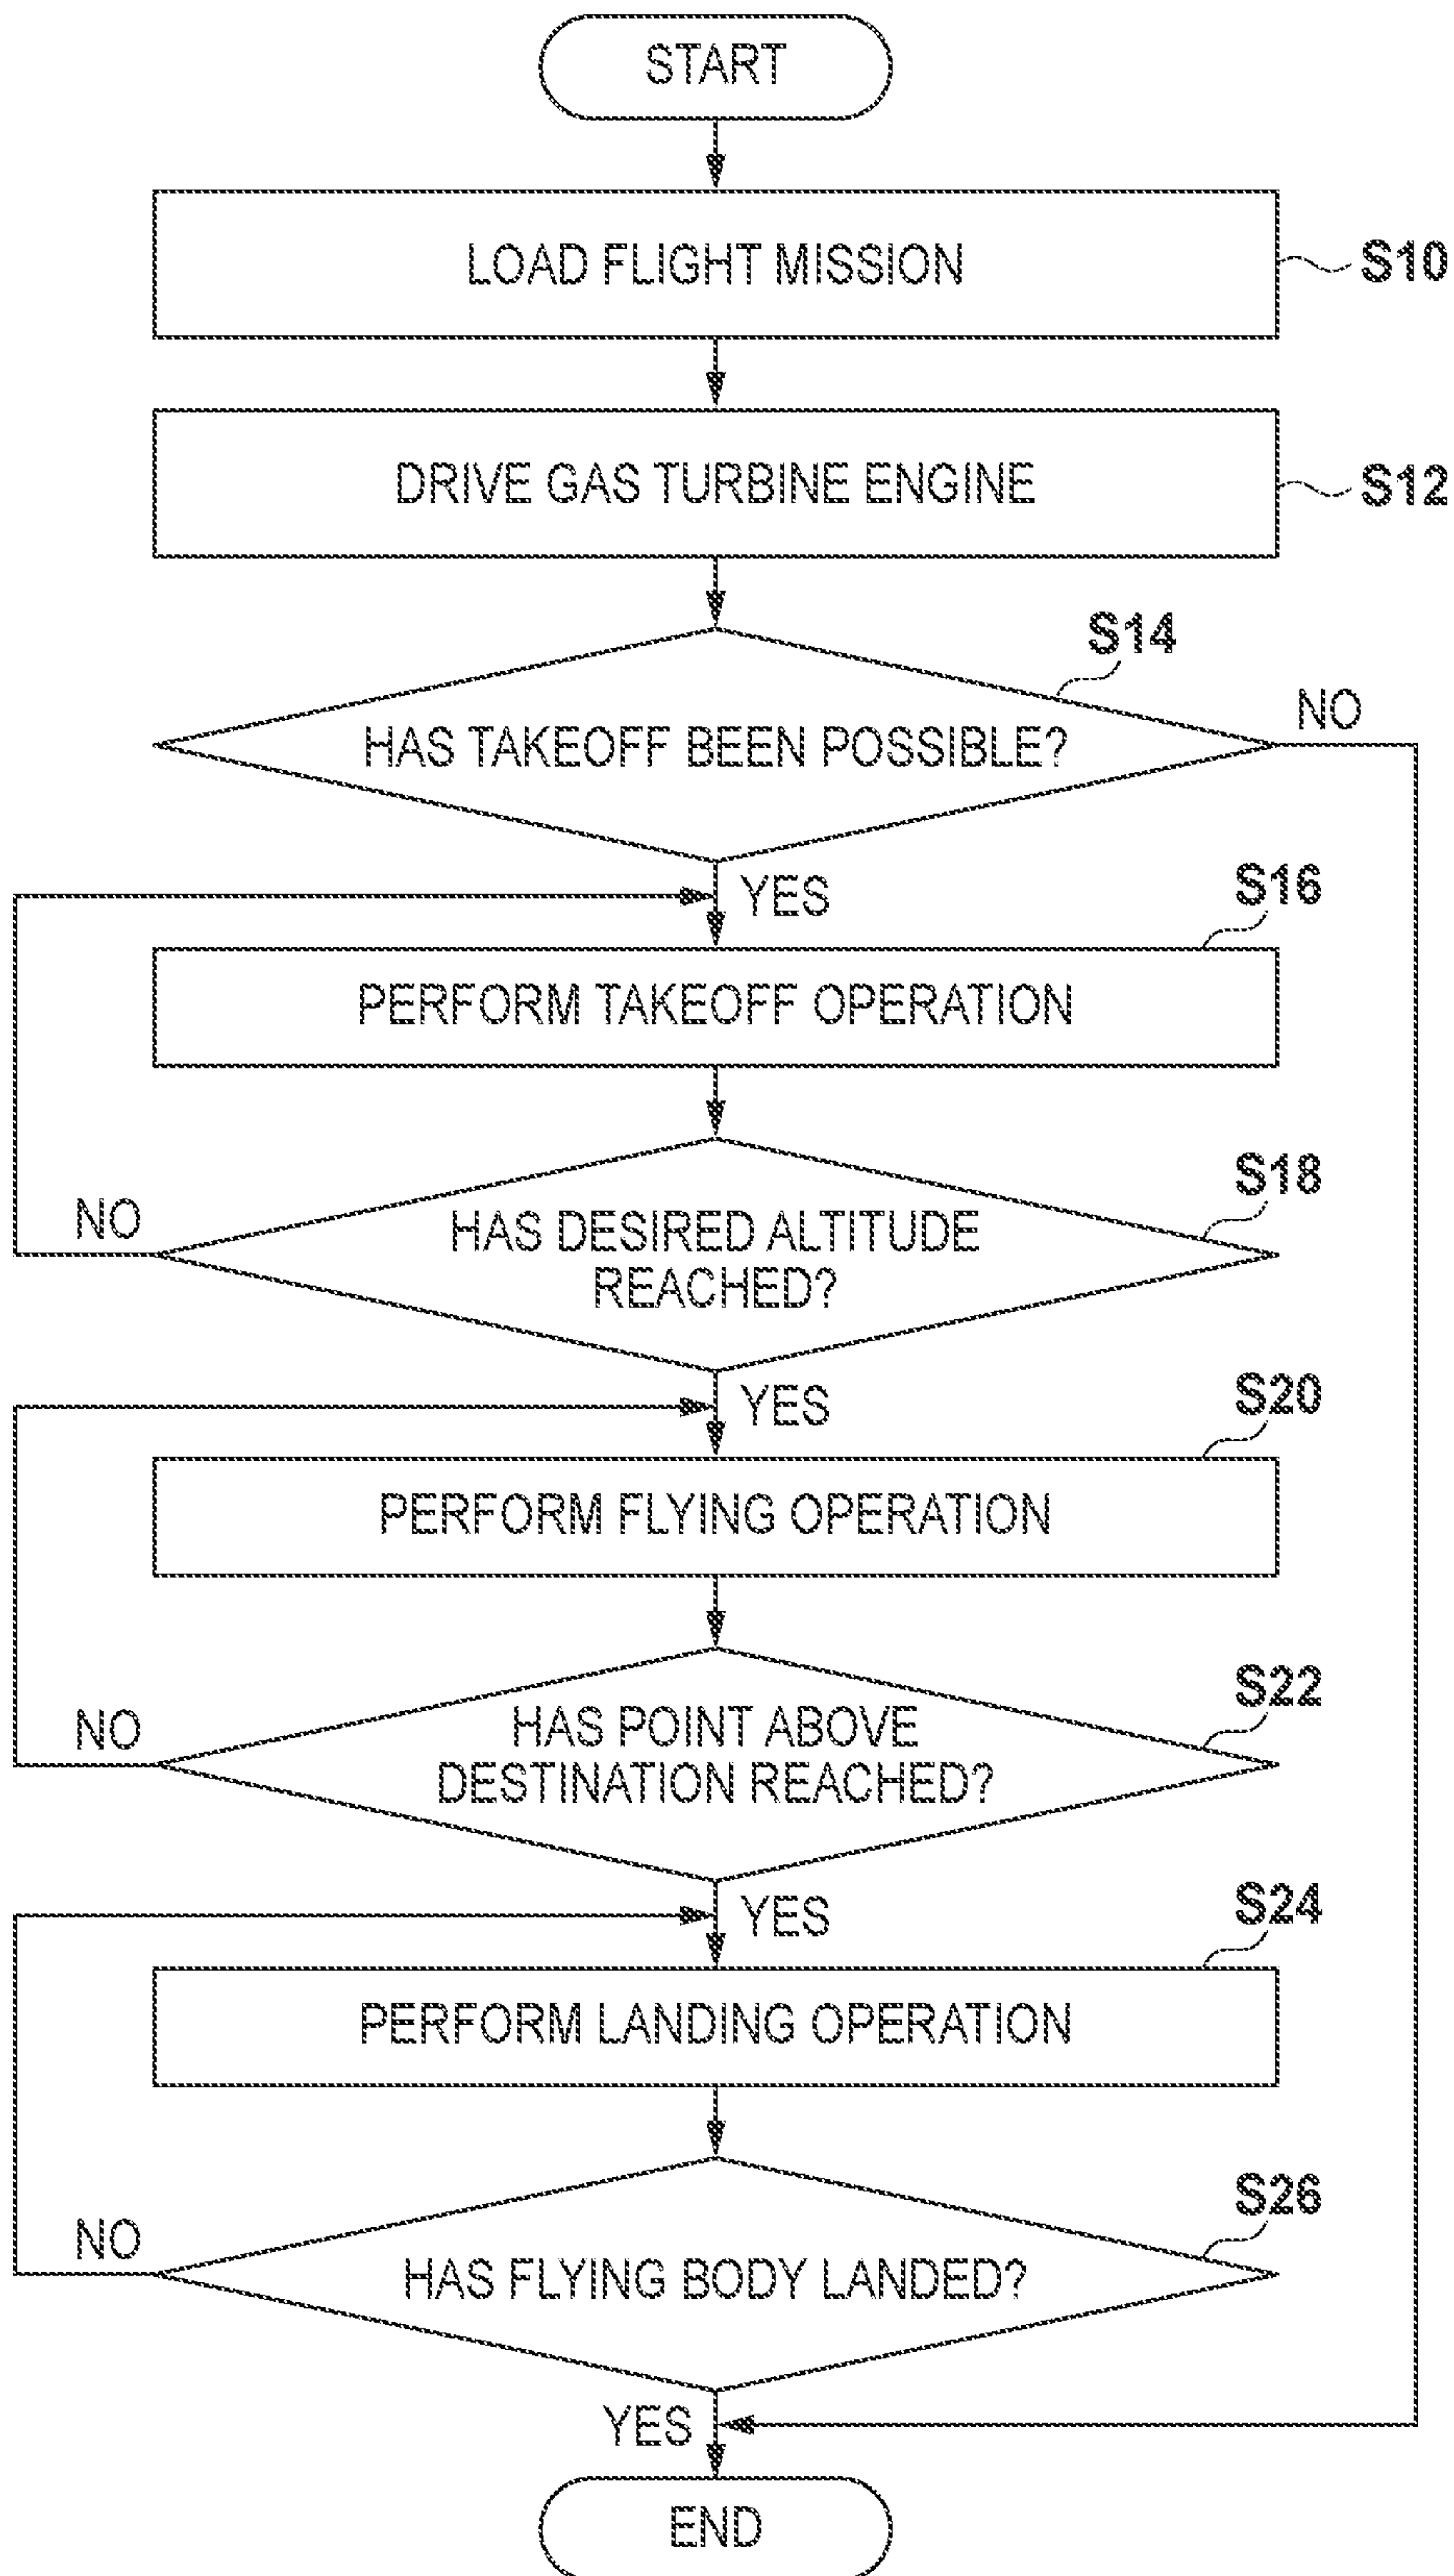 START
LOAD FLIGHT MISSION
S10
DRIVE GAS TURBINE ENGINE
S12
S14
HAS TAKEOFF BEEN POSSIBLE?
NO
YES
S16
PERFORM TAKEOFF OPERATION
S18
NO
HAS DESIRED ALTITUDE
REACHED?
YES
S20
PERFORM FLYING OPERATION
S22
NO
HAS POINT ABOVE
DESTINATION REACHED?
YES
S24
PERFORM LANDING OPERATION
S26
NO
HAS FLYING BODY LANDED?
YES
END